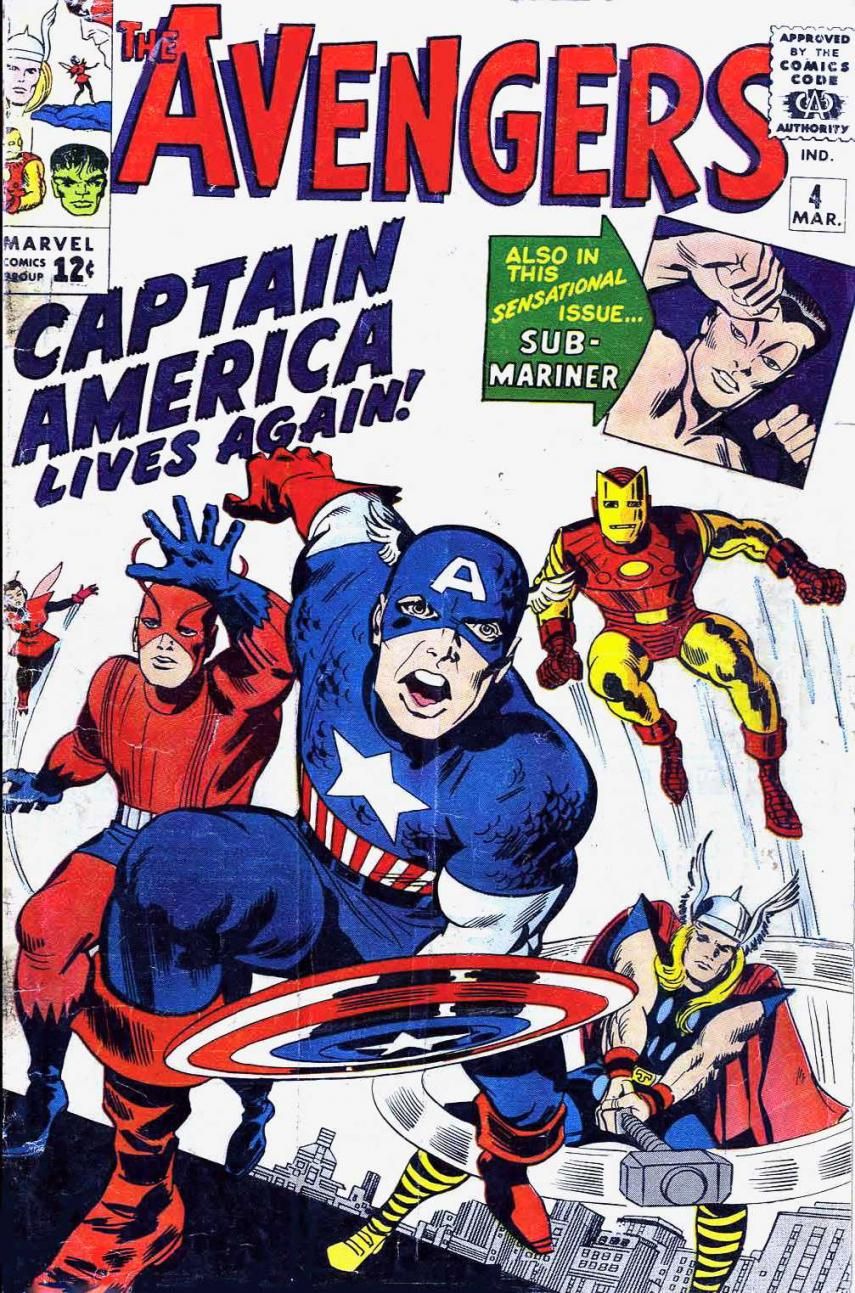 THE
AVENGERS
APPROVED
BY THE
COMICS
CODE
CA
AUTHORITY
IND.
4
MAR.
MARVEL
COMICS
GROUP 12¢
CAPTAIN
AMERICA
LIVES AGAIN!
ALSO IN
THIS
SENSATIONAL
ISSUE...
SUB-
MARINER
A
T